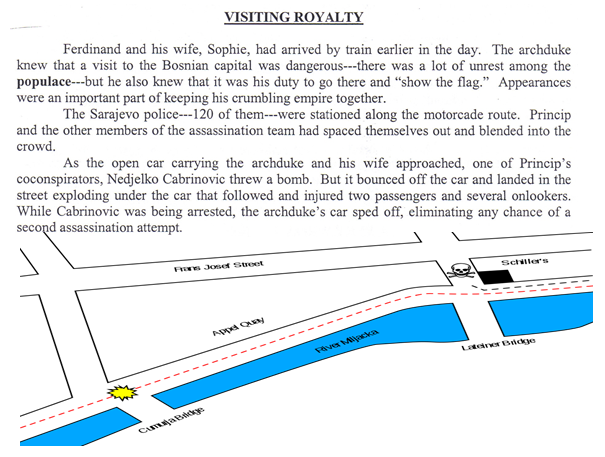 VISITING ROYALTY
Ferdinand and his wife, Sophie, had arrived by train earlier in the day. The archduke
knew that a visit to the Bosnian capital was dangerous---there was a lot of unrest among the
populace---but he also knew that it was his duty to go there and “show the flag.” Appearances
were an important part of keeping his crumbling empire together.
The Sarajevo police---120 of them---were stationed along the motorcade route. Princip
and the other members of the assassination team had spaced themselves out and blended into the
crowd.
As the open car carrying the archduke and his wife approached, one of Princip’s
coconspirators, Nedjelko Cabrinovic threw a bomb. But it bounced off the car and landed in the
street exploding under the car that followed and injured two passengers and several onlookers.
While Cabrinovic was being arrested, the archduke’s car sped off, eliminating any chance of a
second assassination attempt.
Frans Josef Street
Schiller's
Appel Quay
River Miljacka
Lateiner Bridge
Cumurja Bridge